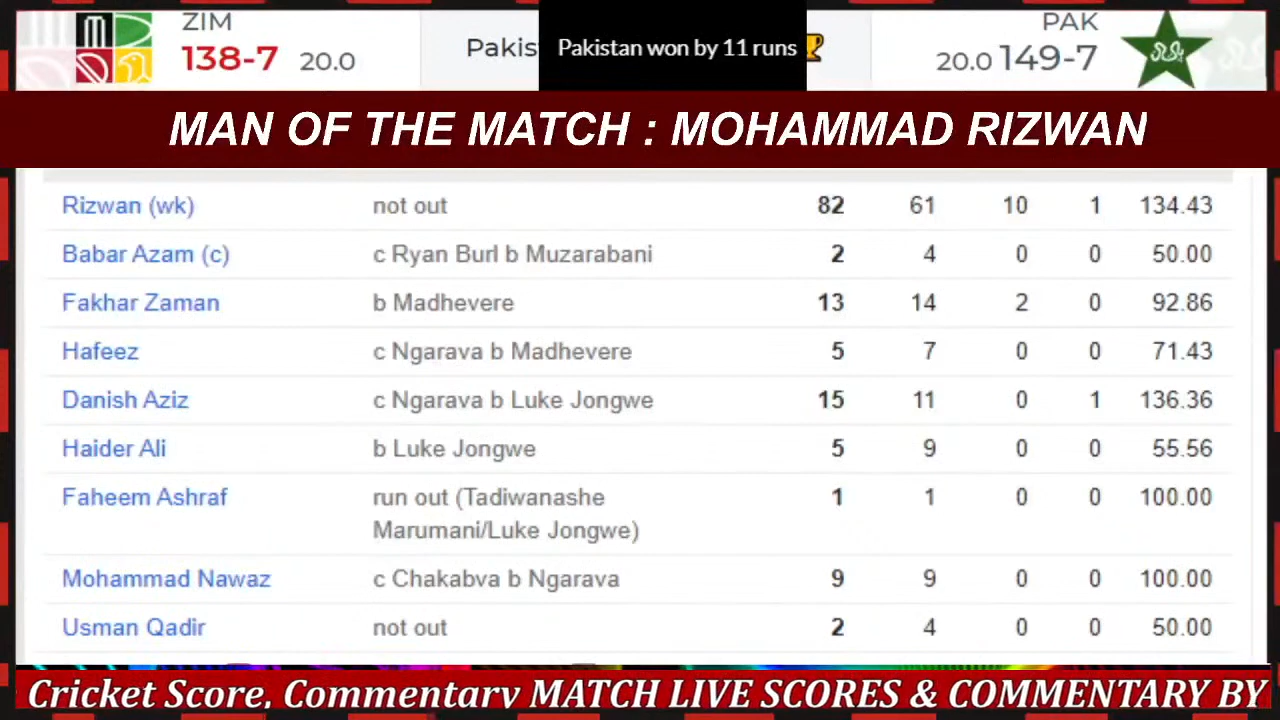 ZIM
138-7 20.0
Pakis
Pakistan won by 11 runs
PAK
20.0 149-7
MAN OF THE MATCH : MOHAMMAD RIZWAN
Rizwan (wk) not out 82 61 10 1 134.43
Babar Azam (c) c Ryan Burl b Muzarabani 2 4 0 0 50.00
Fakhar Zaman b Madhevere 13 14 2 0 92.86
Hafeez c Ngarava b Madhevere 5 7 0 0 71.43
Danish Aziz c Ngarava b Luke Jongwe 15 11 0 1 136.36
Haider Ali b Luke Jongwe 5 9 0 0 55.56
Faheem Ashraf run out (Tadiwanashe 1 1 0 0 100.00
Marumani/Luke Jongwe)
Mohammad Nawaz c Chakabva b Ngarava 9 9 0 0 100.00
Usman Qadir not out 2 4 0 0 50.00
Cricket Score, Commentary MATCH LIVE SCORES & COMMENTARY BY